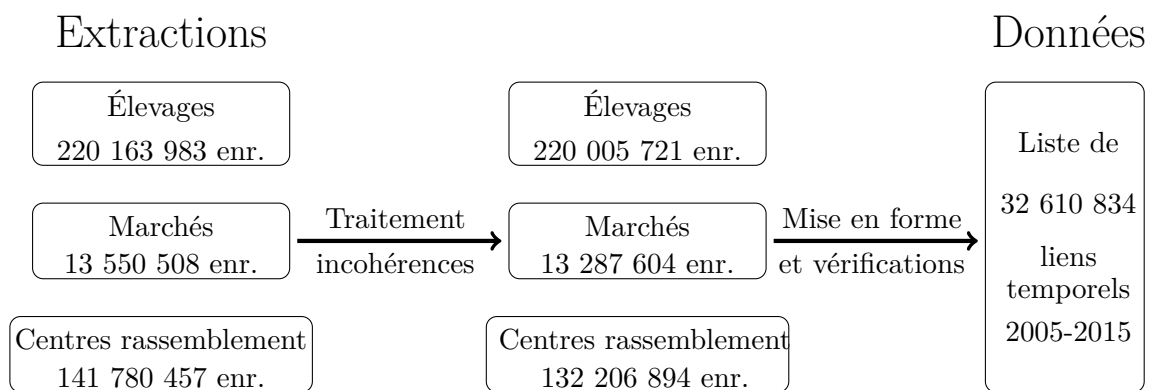 Extractions
Données
Élevages
220 163 983 enr.
Marchés
13 550 508 enr.
Centres rassemblement
141 780 457 enr.
Traitement
incohérences
Élevages
220 005 721 enr.
Marchés
13 287 604 enr.
Centres rassemblement
132 206 894 enr.
Mise en forme
et vérifications
Liste de
32 610 834
liens
temporels
2005-2015